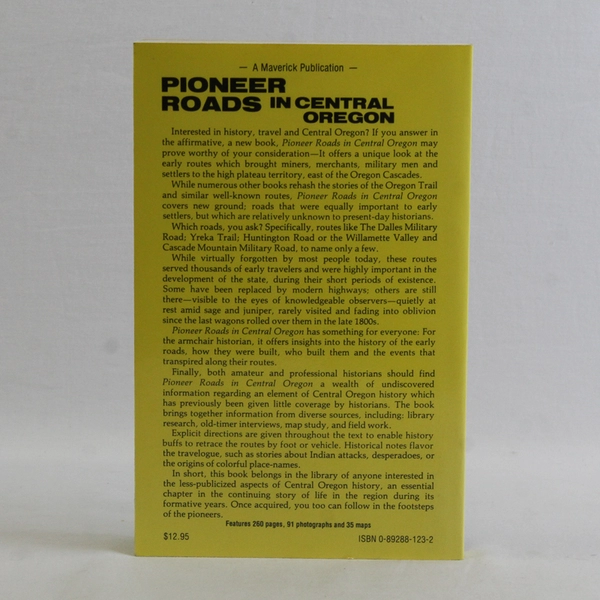 — A Maverick Publication —
PIONEER
ROADS IN CENTRAL
OREGON
Interested in history, travel and Central Oregon? If you answer in
the affirmative, a new book, Pioneer Roads in Central Oregon may
prove worthy of your consideration—It offers a unique look at the
early routes which brought miners, merchants, military men and
settlers to the high plateau territory, east of the Oregon Cascades.
While numerous other books rehash the stories of the Oregon Trail
and similar well-known routes, Pioneer Roads in Central Oregon
covers new ground: roads that were equally important to early
settlers, but which are relatively unknown to present-day historians.
Which roads, you ask? Specifically, routes like The Dalles Military
Road; Yreka Trail; Huntington Road or the Willamette Valley and
Cascade Mountain Military Road, to name only a few.
While virtually forgotten by most people today, these routes
served thousands of early travelers and were highly important in the
development of the state, during their short periods of existence.
Some have been replaced by modern highways; others are still
there—visible to the eyes of knowledgeable observers—quietly at
rest amid sage and juniper, rarely visited and fading into oblivion
since the last wagons rolled over them in the late 1800s.
Pioneer Roads in Central Oregon has something for everyone: For
the armchair historian, it offers insights into the history of the early
roads, how they were built, who built them and the events that
transpired along their routes.
Finally, both amateur and professional historians should find
Pioneer Roads in Central Oregon a wealth of undiscovered
information regarding an element of Central Oregon history which
has previously been given little coverage by historians. The book
brings together information from diverse sources, including: library
research, old-timer interviews, map study, and field work.
Explicit directions are given throughout the text to enable history
buffs to retrace the routes by foot or vehicle. Historical notes flavor
the travelogue, such as stories about Indian attacks, desperadoes, or
the origins of colorful place-names.
In short, this book belongs in the library of anyone interested in
the less-publicized aspects of Central Oregon history, an essential
chapter in the continuing story of life in the region during its
formative years. Once acquired, you too can follow in the footsteps
of the pioneers.
Features 260 pages, 91 photographs and 35 maps
$12.95 ISBN 0-89288-123-2